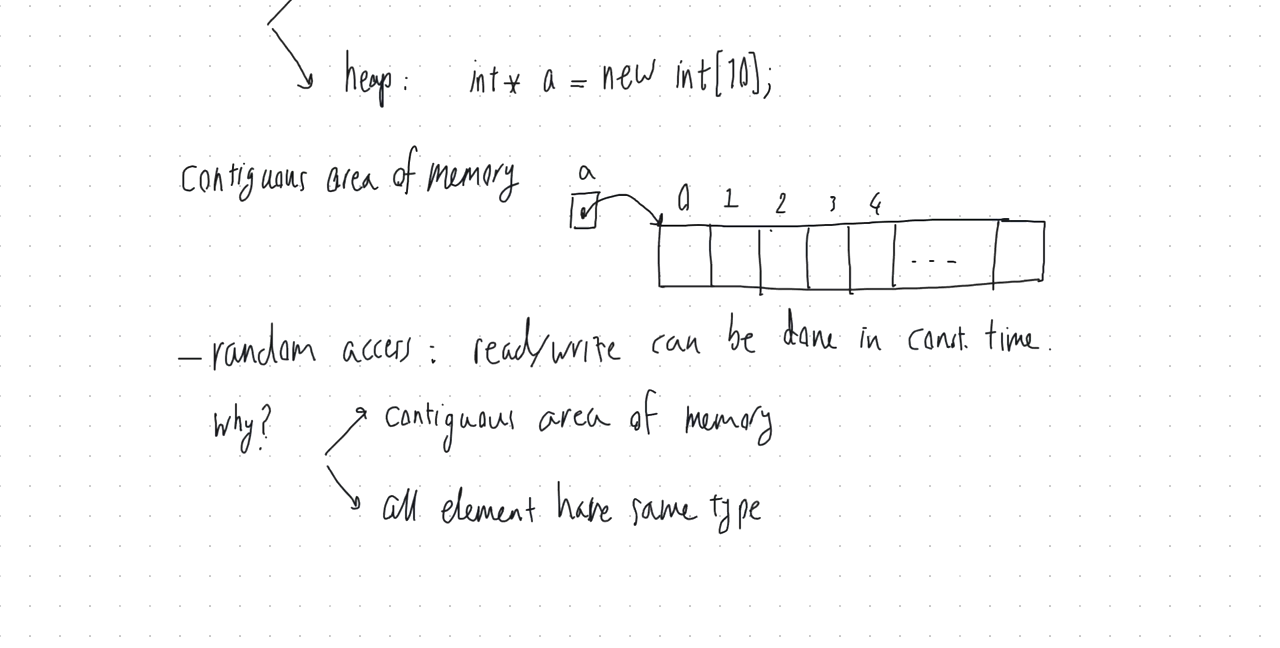 heap: int* a = new int[10];
contiguous area of memory
a
0 1 2 3 4
...
- random access: read/write can be done in const. time.
why? contiguous area of memory
all element have same type